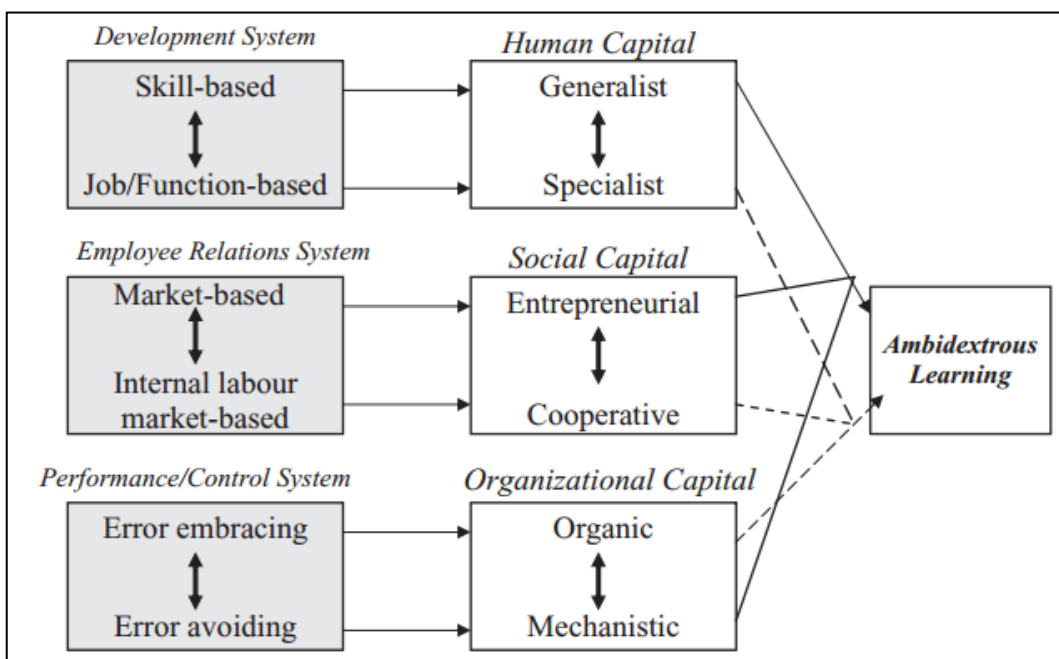 Development System
Human Capital
Skill-based
Generalist
Job/Function-based
Specialist
Employee Relations System
Social Capital
Market-based
Entrepreneurial
Internal labour
market-based
Cooperative
Ambidextrous
Learning
Performance/Control System
Organizational Capital
Error embracing
Organic
Error avoiding
Mechanistic